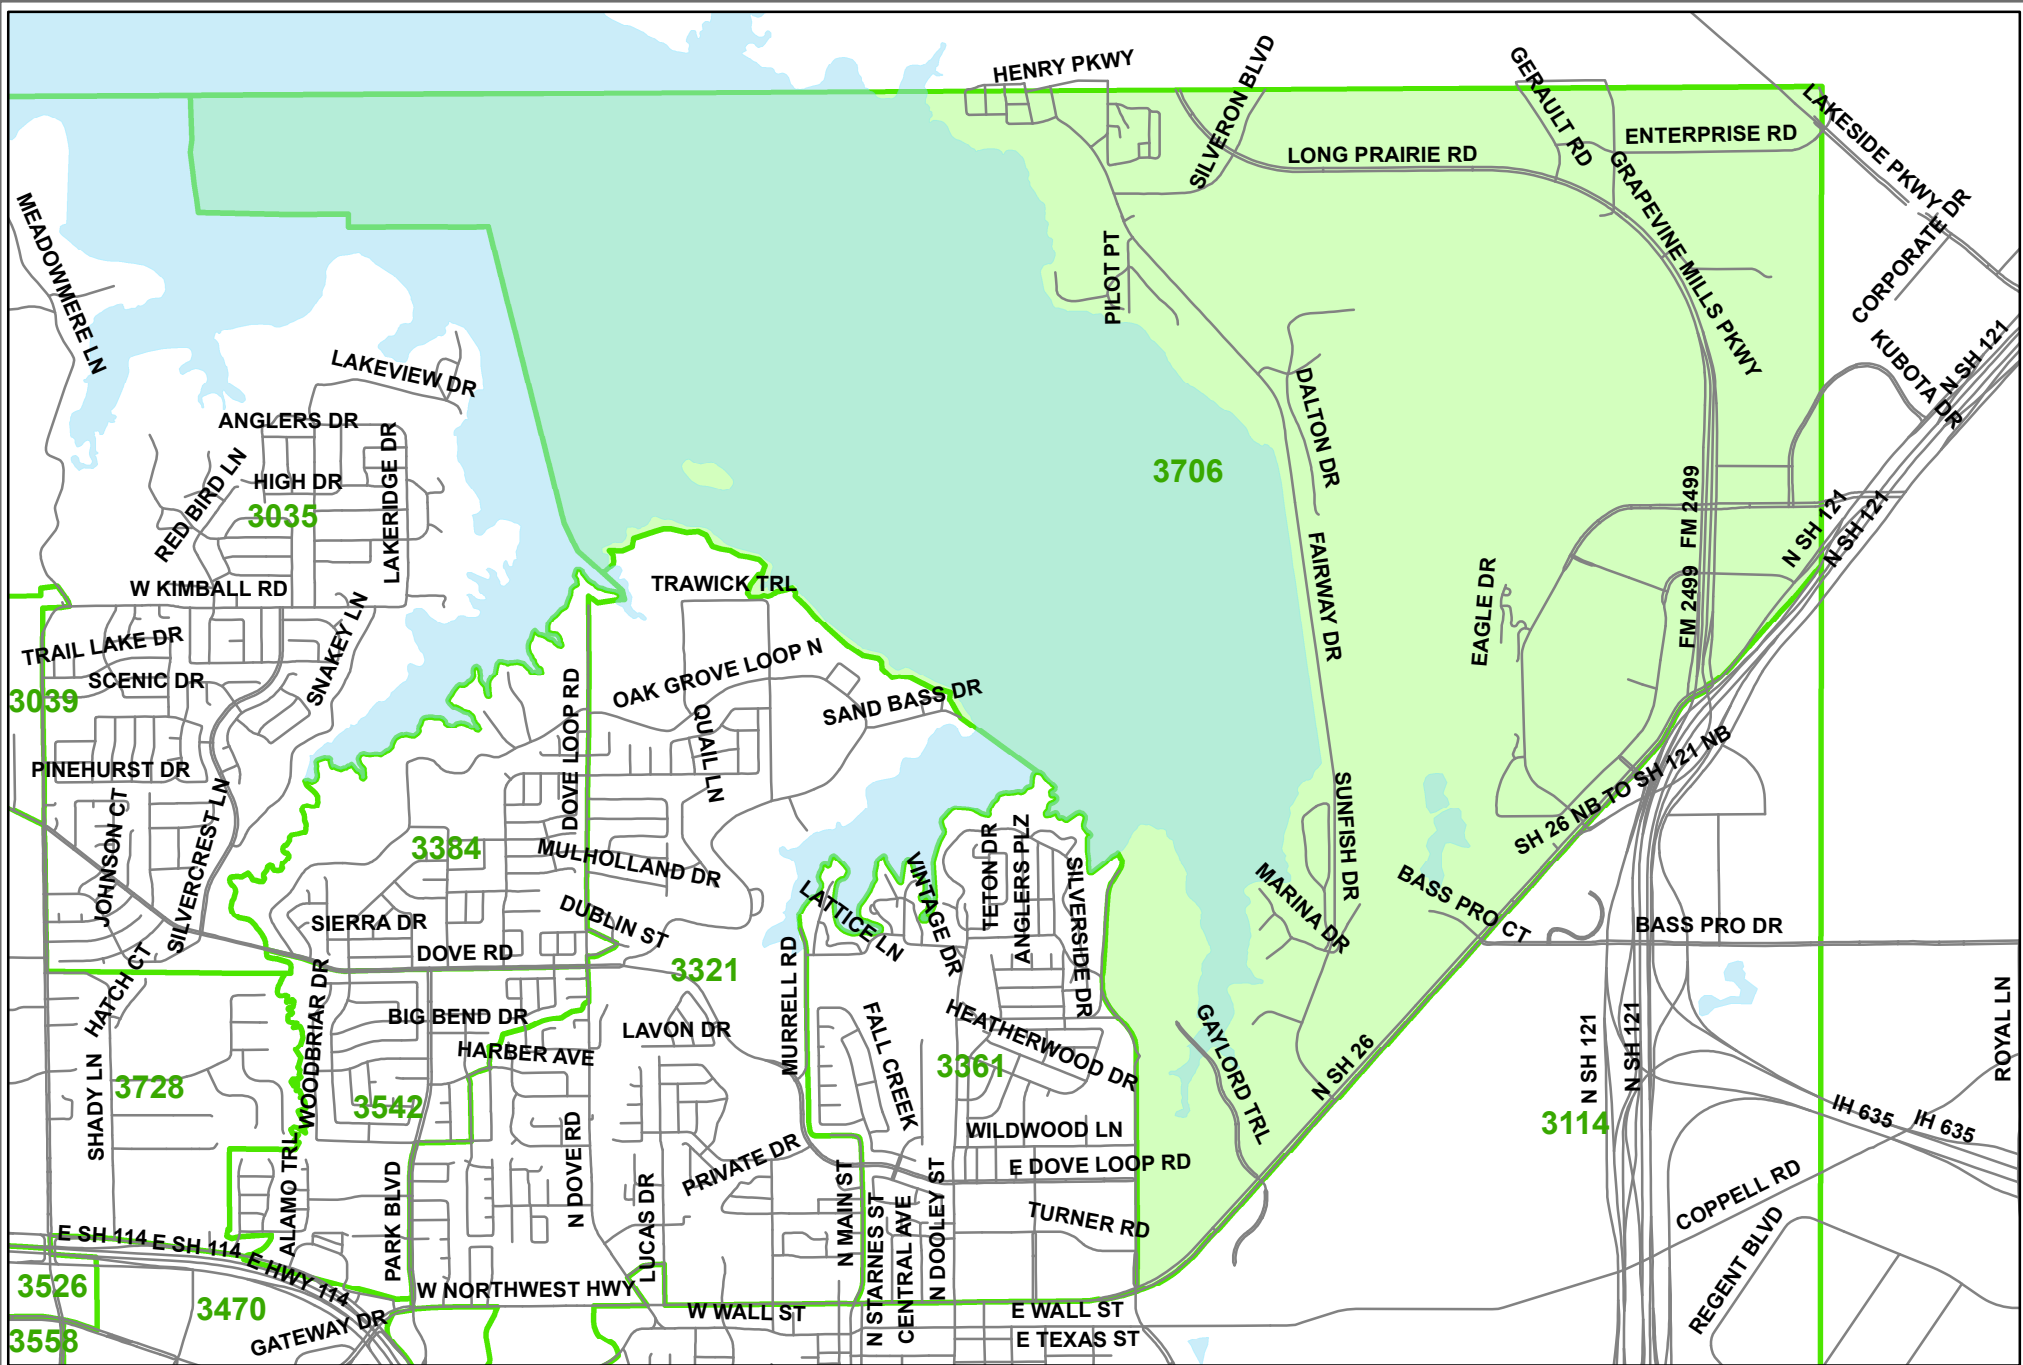 HENRY PKWY
SILVERON BLVD
GERAULT RD
LAKESIDE PKWY
ENTERPRISE RD
LONG PRAIRIE RD
GRAPEVINE MILLS PKWY
CORPORATE DR
MEADOWMERE LN
PILOT PT
KUBOTA DR
N SH 121
LAKEVIEW DR
ANGLERS DR
DALTON DR
RED BIRD LN
HIGH DR
LAKERIDGE DR
3706
3035
FM 2499
N SH 121
N SH 121
W KIMBALL RD
TRAWICK TRL
FAIRWAY DR
EAGLE DR
FM 2499
TRAIL LAKE DR
SNAKEY LN
SCENIC DR
3039
DOVE LOOP RD
OAK GROVE LOOP N
QUAIL LN
SAND BASS DR
PINEHURST DR
SH 26 NB TO SH 121 NB
JOHNSON CT
SILVERCREST LN
3384
MULHOLLAND DR
SUNFISH DR
TETON DR
ANGLERS PLZ
SILVERSIDE DR
VINTAGE DR
LATTICE LN
MARINA DR
BASS PRO CT
BASS PRO DR
SIERRA DR
DUBLIN ST
DOVE RD
3321
MURRELL RD
HATCH CT
WOODBRIAR DR
BIG BEND DR
LAVON DR
FALL CREEK
HEATHERWOOD DR
GAYLORD TRL
N SH 26
N SH 121
N SH 121
ROYAL LN
HARBER AVE
3361
SHADY LN
3728
3542
3114
IH 635
IH 635
WILDWOOD LN
ALAMO TRL
PARK BLVD
N DOVE RD
LUCAS DR
PRIVATE DR
E DOVE LOOP RD
N MAIN ST
N STARNES ST
CENTRAL AVE
N DOOLEY ST
TURNER RD
COPPELL RD
REGENT BLVD
E SH 114
E SH 114
E HWY 114
3526
3470
W NORTHWEST HWY
W WALL ST
E WALL ST
GATEWAY DR
3558
E TEXAS ST